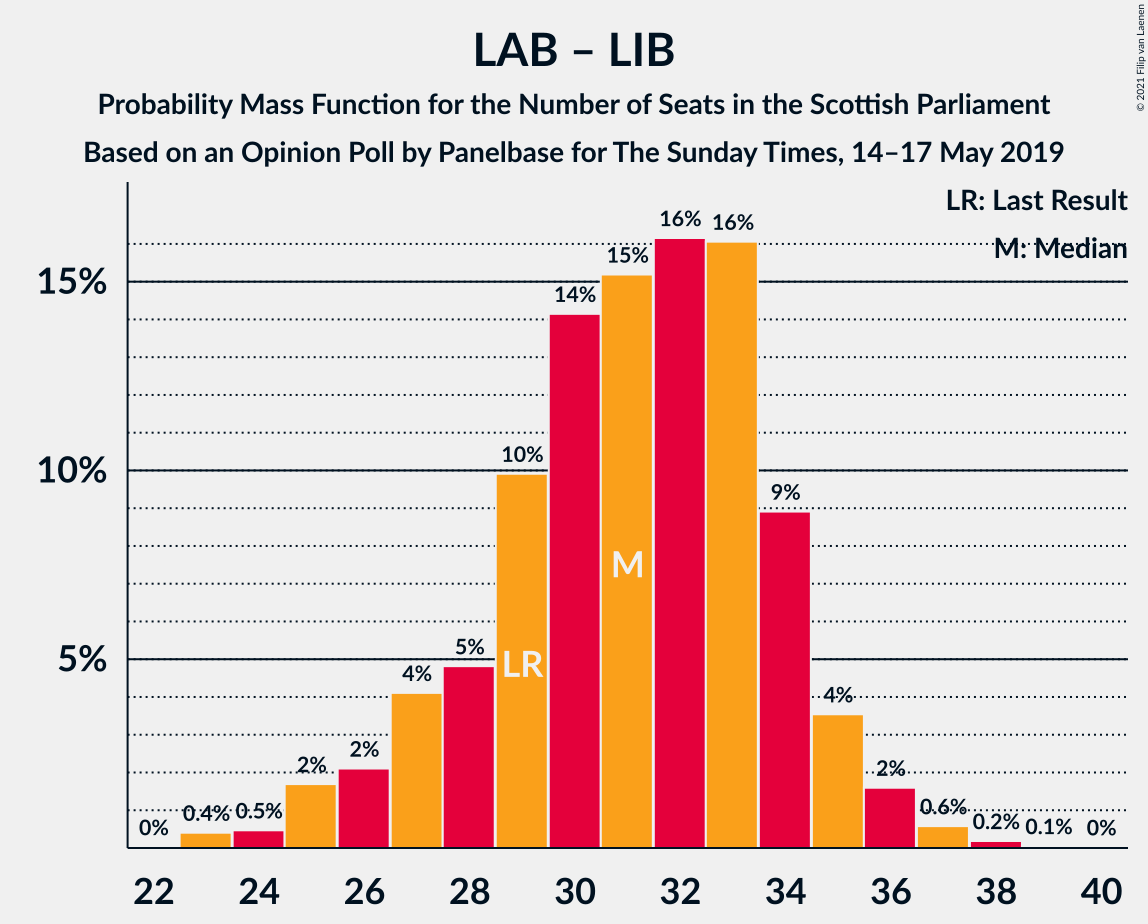 LAB – LIB
Probability Mass Function for the Number of Seats in the Scottish Parliament
Based on an Opinion Poll by Panelbase for The Sunday Times, 14–17 May 2019
© 2021 Filip van Laenen
LR: Last Result
M: Median
15%
10%
5%
0%
0.4%
0.5%
2%
2%
4%
5%
10%
14%
15%
16%
16%
9%
4%
2%
0.6%
0.2%
0.1%
0%
LR
M
22 24 26 28 30 32 34 36 38 40